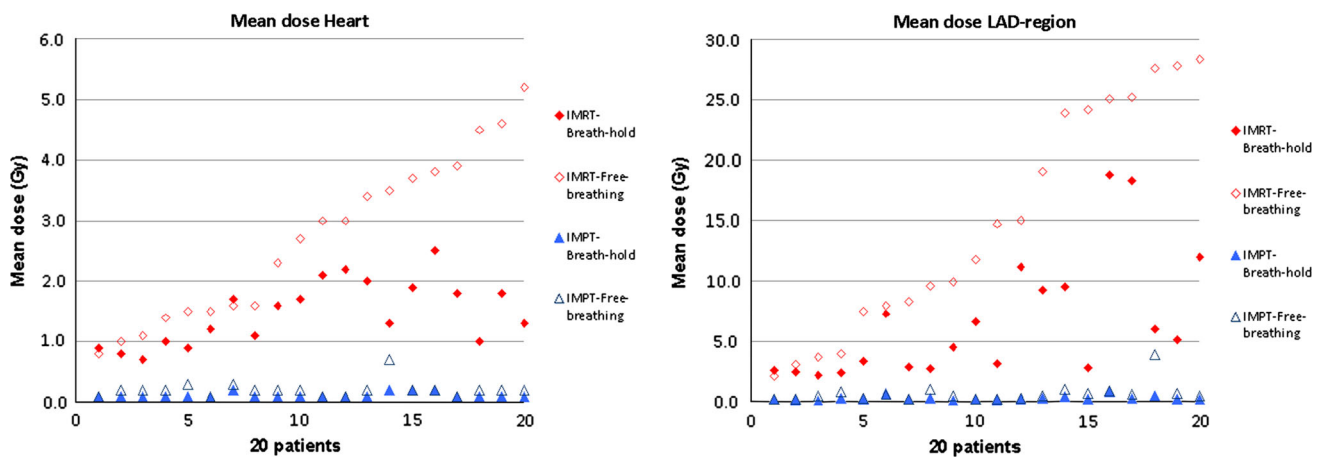 Mean dose Heart
6.0
5.0
4.0
3.0
2.0
1.0
0.0
Mean dose (Gy)
0
5
10
15
20
20 patients
IMRT-
Breath-hold
IMRT-Free-
breathing
IMPT-
Breath-hold
IMPT-Free-
breathing
Mean dose LAD-region
30.0
25.0
20.0
15.0
10.0
5.0
0.0
Mean dose (Gy)
0
5
10
15
20
20 patients
IMRT-
Breath-hold
IMRT-Free-
breathing
IMPT-
Breath-hold
IMPT-Free-
breathing